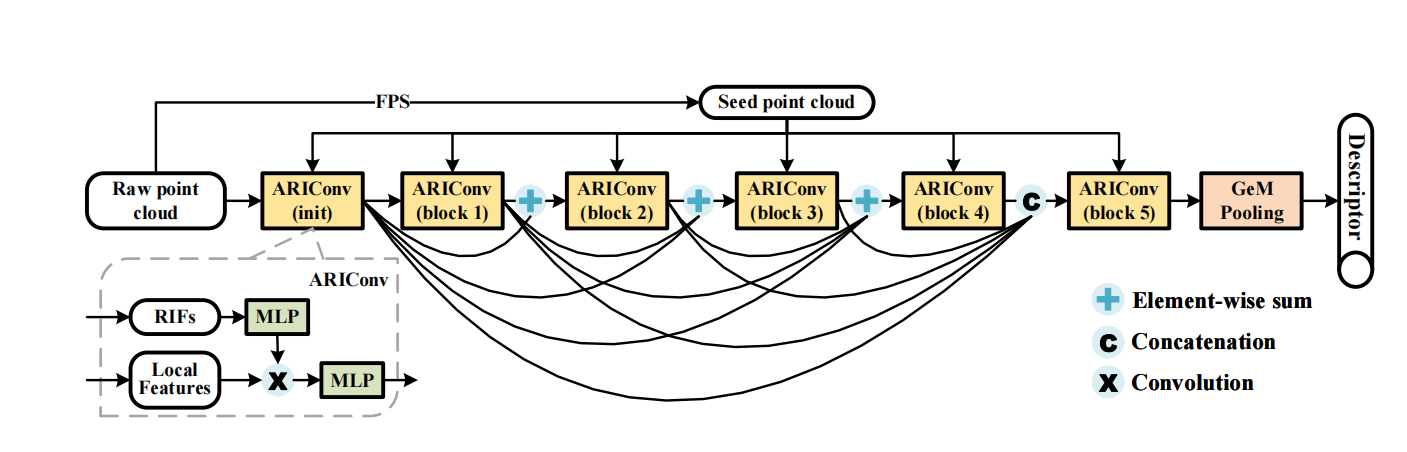 FPS
Seed point cloud
Raw point
cloud
ARIConv
(init)
ARIConv
(block 1)
ARIConv
(block 2)
ARIConv
(block 3)
ARIConv
(block 4)
C
ARIConv
(block 5)
GeM
Pooling
Descriptor
ARIConv
RIFs
MLP
Local
Features
X
MLP
Element-wise sum
C
Concatenation
X
Convolution